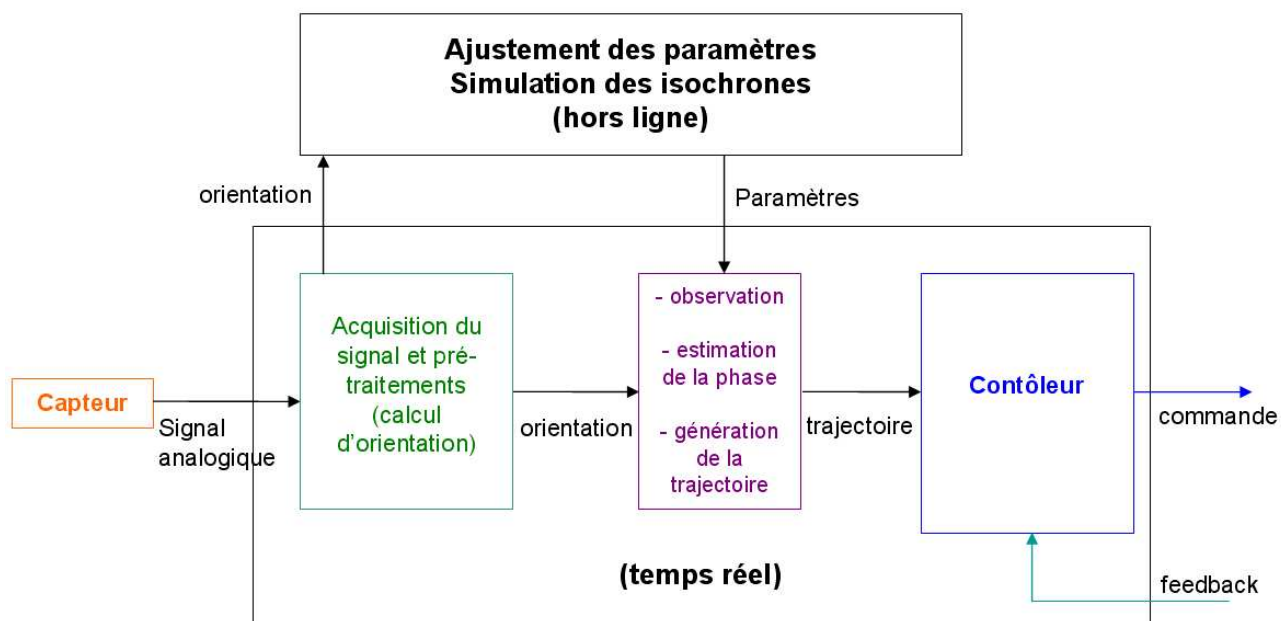 Ajustement des paramètres
Simulation des isochrones
(hors ligne)
orientation
Paramètres
Capteur
Signal
analogique
Acquisition du
signal et pré-
traitements
(calcul
d'orientation)
orientation
- observation
- estimation
de la phase
- génération
de la
trajectoire
trajectoire
Contôleur
commande
feedback
(temps réel)